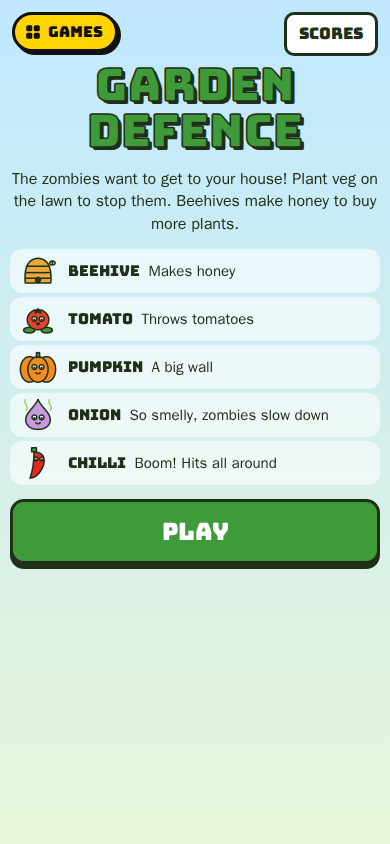 GAMES
SCORES
GARDEN
DEFENCE
The zombies want to get to your house! Plant veg on
the lawn to stop them. Beehives make honey to buy
more plants.
BEEHIVE Makes honey
TOMATO Throws tomatoes
PUMPKIN A big wall
ONION So smelly, zombies slow down
CHILLI Boom! Hits all around
PLAY